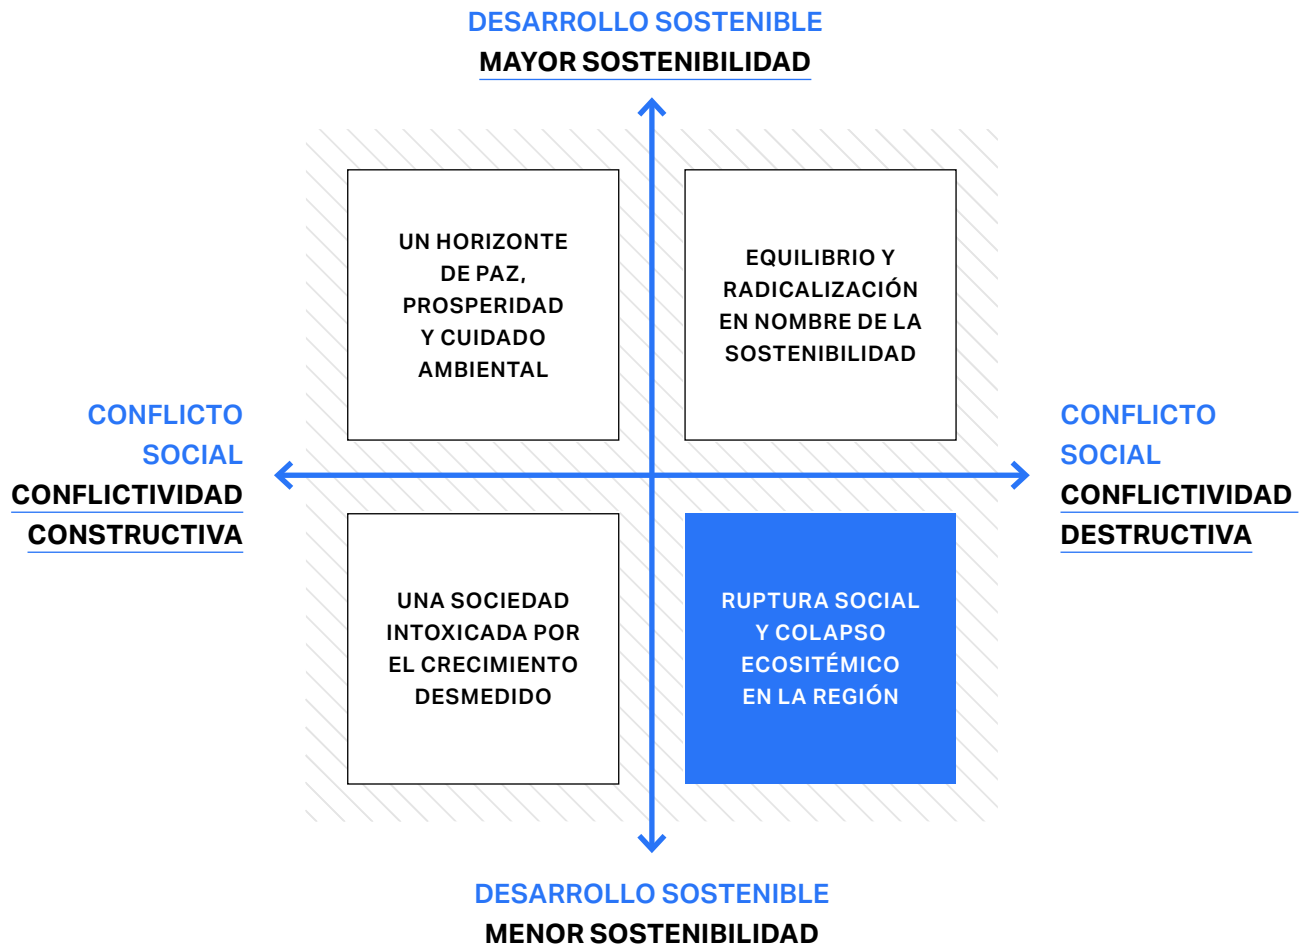 DESARROLLO SOSTENIBLE
MAYOR SOSTENIBILIDAD
UN HORIZONTE
DE PAZ,
PROSPERIDAD
Y CUIDADO
AMBIENTAL
EQUILIBRIO Y
RADICALIZACIÓN
EN NOMBRE DE LA
SOSTENIBILIDAD
CONFLICTO
SOCIAL
CONFLICTIVIDAD
CONSTRUCTIVA
CONFLICTO
SOCIAL
CONFLICTIVIDAD
DESTRUCTIVA
UNA SOCIEDAD
INTOXICADA POR
EL CRECIMIENTO
DESMEDIDO
RUPTURA SOCIAL
Y COLAPSO
ECOSITÉMICO
EN LA REGIÓN
DESARROLLO SOSTENIBLE
MENOR SOSTENIBILIDAD